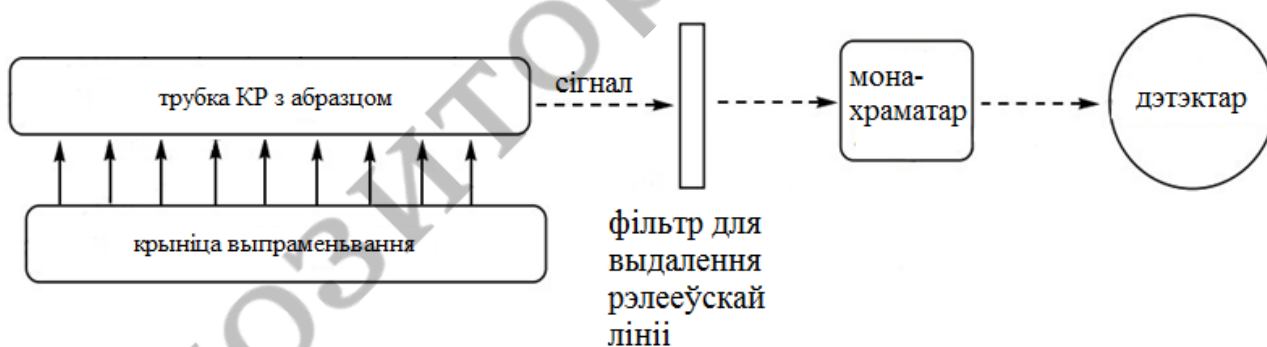 трубка КР з абразцом
сігнал
мона-
храматар
дэтэктар
крыніца выпраменьвання
фільтр для
выдалення
рэлееўскай
лініі